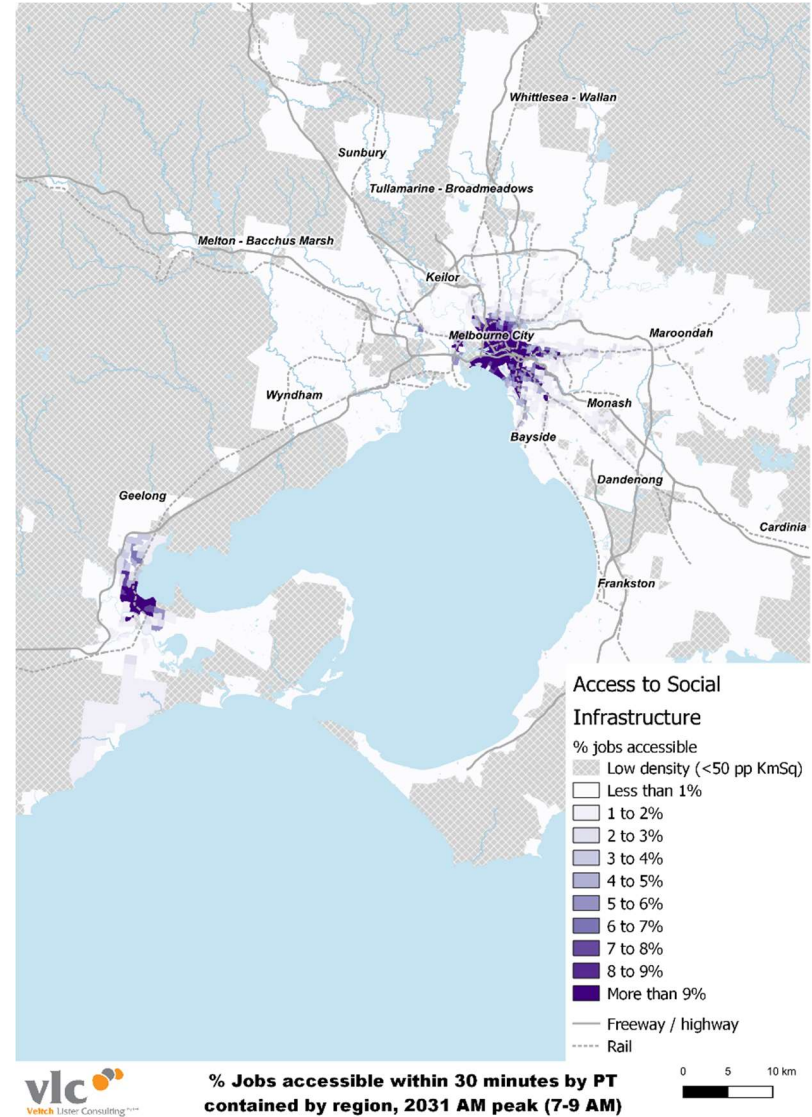 Whittlesea - Wallan
Sunbury
Tullamarine - Broadmeadows
Melton - Bacchus Marsh
Keilor
Melbourne City
Maroondah
Wyndham
Monash
Bayside
Geelong
Dandenong
Cardinia
Frankston
Access to Social
Infrastructure
% jobs accessible
Low density (<50 pp KmSq)
Less than 1%
1 to 2%
2 to 3%
3 to 4%
4 to 5%
5 to 6%
6 to 7%
7 to 8%
8 to 9%
More than 9%
Freeway / highway
Rail
0 5 10 km
vlc
Veitch Lister Consulting
% Jobs accessible within 30 minutes by PT
contained by region, 2031 AM peak (7-9 AM)